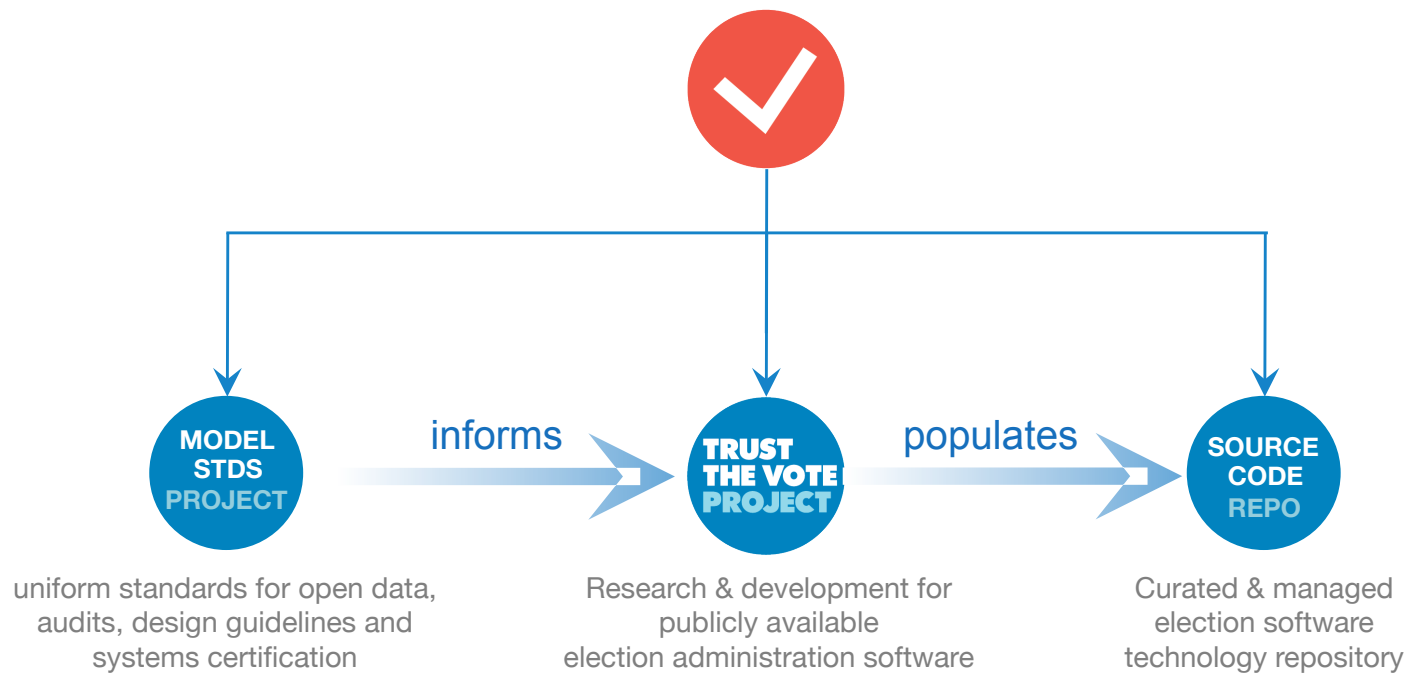 MODEL
STDS
PROJECT
informs
TRUST
THE VOTE
PROJECT
populates
SOURCE
CODE
REPO
uniform standards for open data,
audits, design guidelines and
systems certification
Research & development for
publicly available
election administration software
Curated & managed
election software
technology repository